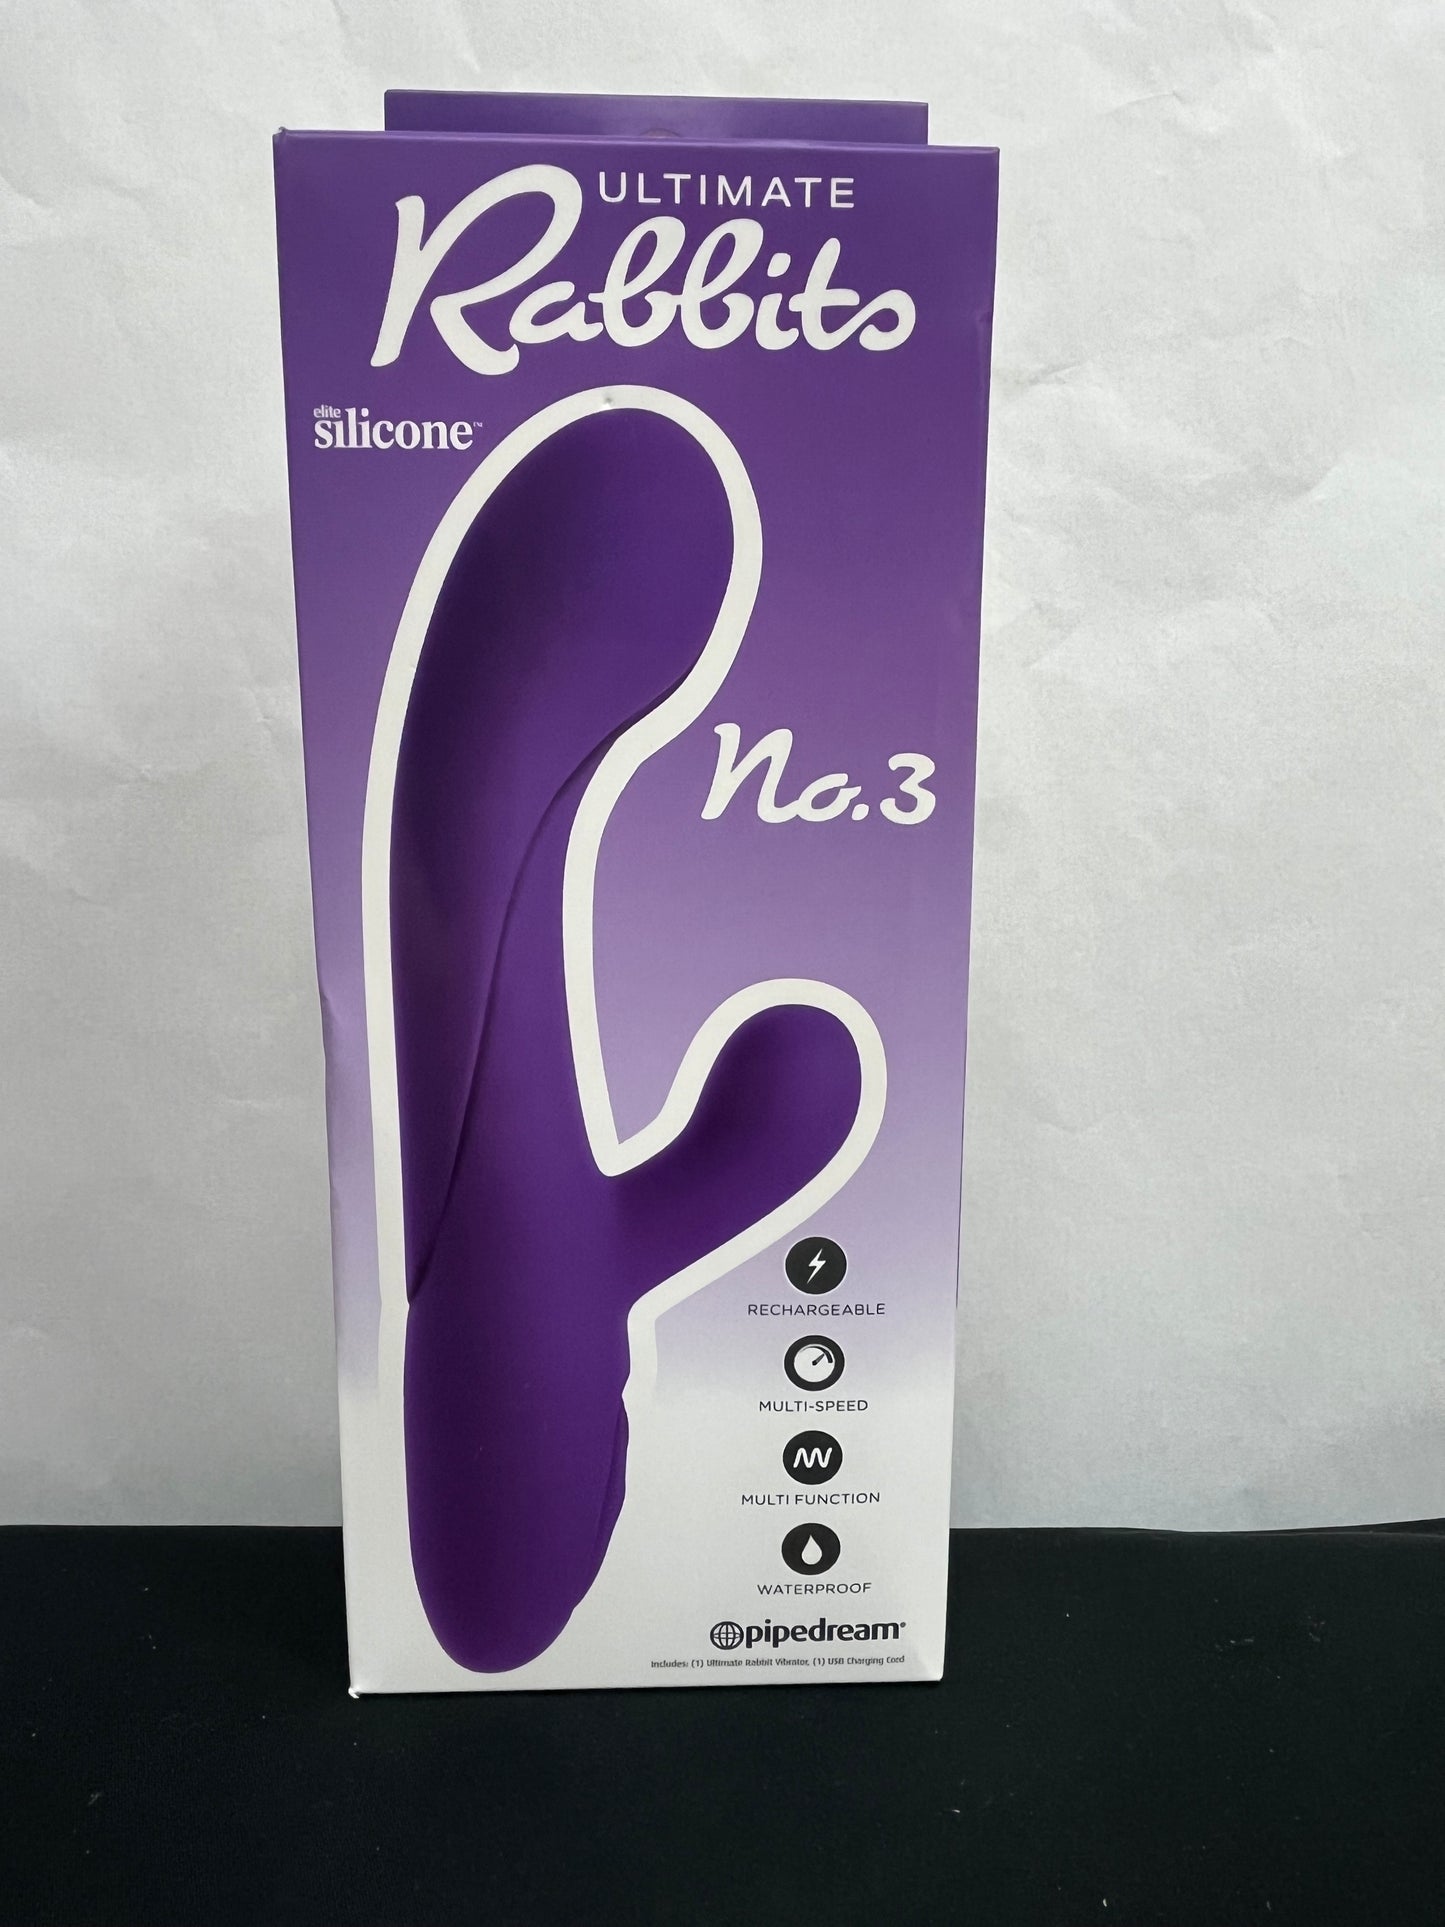 ULTIMATE
Rabbits
elite
silicone™
No.3
RECHARGEABLE
MULTI-SPEED
MULTI FUNCTION
WATERPROOF
pipedream®
Includes: (1) Ultimate Rabbit Vibrator, (1) USB Charging Cord